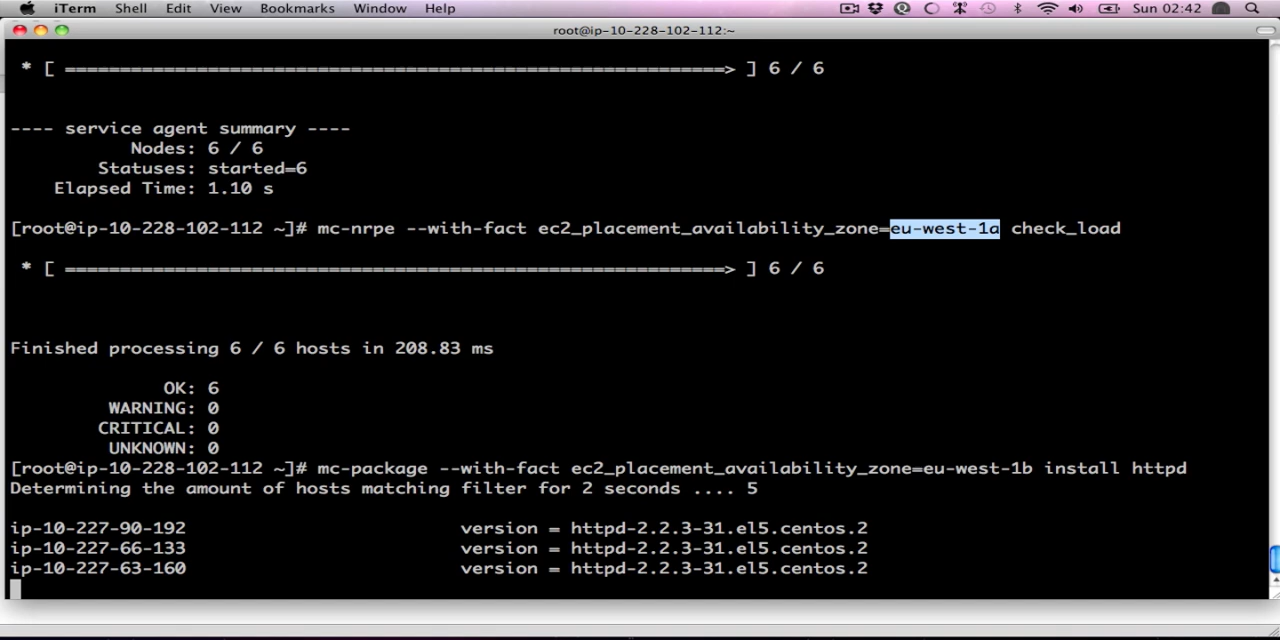 iTerm Shell Edit View Bookmarks Window Help Sun 02:42
root@ip-10-228-102-112:~
* [ ============================================================> ] 6 / 6
---- service agent summary ----
Nodes: 6 / 6
Statuses: started=6
Elapsed Time: 1.10 s
[root@ip-10-228-102-112 ~]# mc-nrpe --with-fact ec2_placement_availability_zone=eu-west-1a check_load
* [ ============================================================> ] 6 / 6
Finished processing 6 / 6 hosts in 208.83 ms
OK: 6
WARNING: 0
CRITICAL: 0
UNKNOWN: 0
[root@ip-10-228-102-112 ~]# mc-package --with-fact ec2_placement_availability_zone=eu-west-1b install httpd
Determining the amount of hosts matching filter for 2 seconds .... 5
ip-10-227-90-192 version = httpd-2.2.3-31.el5.centos.2
ip-10-227-66-133 version = httpd-2.2.3-31.el5.centos.2
ip-10-227-63-160 version = httpd-2.2.3-31.el5.centos.2